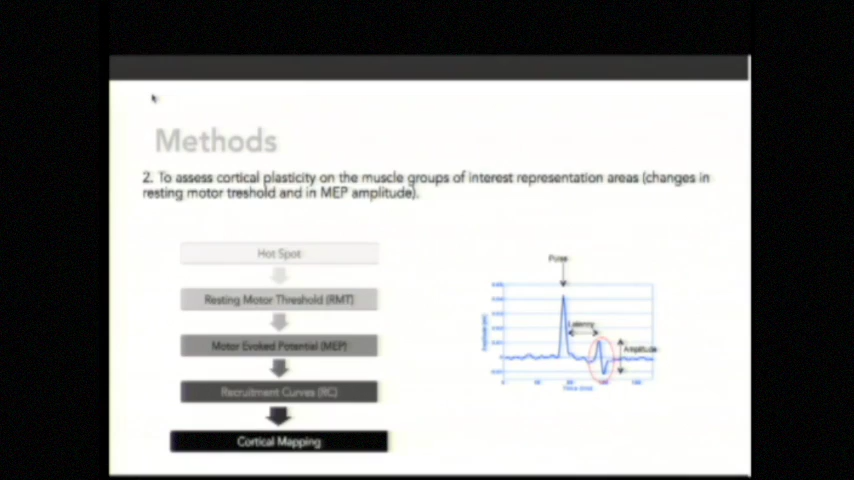 Methods
2. To assess cortical plasticity on the muscle groups of interest representation areas (changes in
resting motor treshold and in MEP amplitude).
Hot Spot
Resting Motor Threshold (RMT)
Motor Evoked Potential (MEP)
Recruitment Curves (RC)
Cortical Mapping
Pulse
Latency
Amplitude